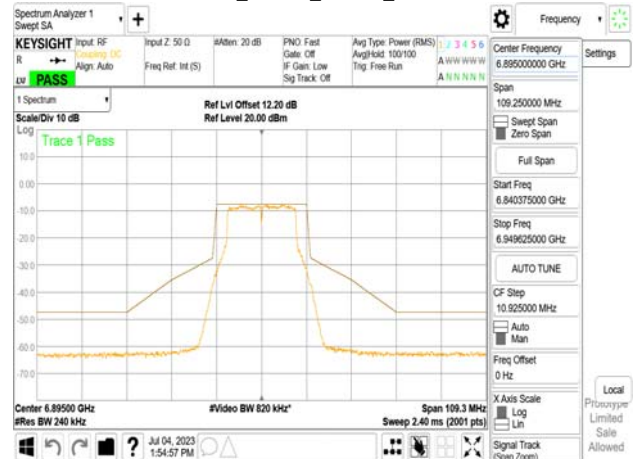 Spectrum Analyzer 1
Swept SA
+
Frequency
KEYSIGHT
R
LV PASS
Input: RF
Coupling: DC
Align: Auto
Input Z: 50 Ω
Freq Ref: Int (S)
#Atten: 20 dB
PNO: Fast
Gate: Off
IF Gain: Low
Sig Track: Off
Avg Type: Power (RMS)
Avg|Hold: 100/100
Trig: Free Run
1 2 3 4 5 6
A W W W W W
A N N N N N
1 Spectrum
Scale/Div 10 dB
Log
Ref Lvl Offset 12.20 dB
Ref Level 20.00 dBm
Trace 1 Pass
10.0
0.00
-10.0
-20.0
-30.0
-40.0
-50.0
-60.0
-70.0
Center 6.89500 GHz
#Res BW 240 kHz
#Video BW 820 kHz*
Span 109.3 MHz
Sweep 2.40 ms (2001 pts)
Jul 04, 2023
1:54:57 PM
?
Center Frequency
6.895000000 GHz
Settings
Span
109.250000 MHz
Swept Span
Zero Span
Full Span
Start Freq
6.840375000 GHz
Stop Freq
6.949625000 GHz
AUTO TUNE
CF Step
10.925000 MHz
Auto
Man
Freq Offset
0 Hz
X Axis Scale
Log
Lin
Signal Track
(Span Zoom)
Local
Prototype
Limited
Sale
Allowed